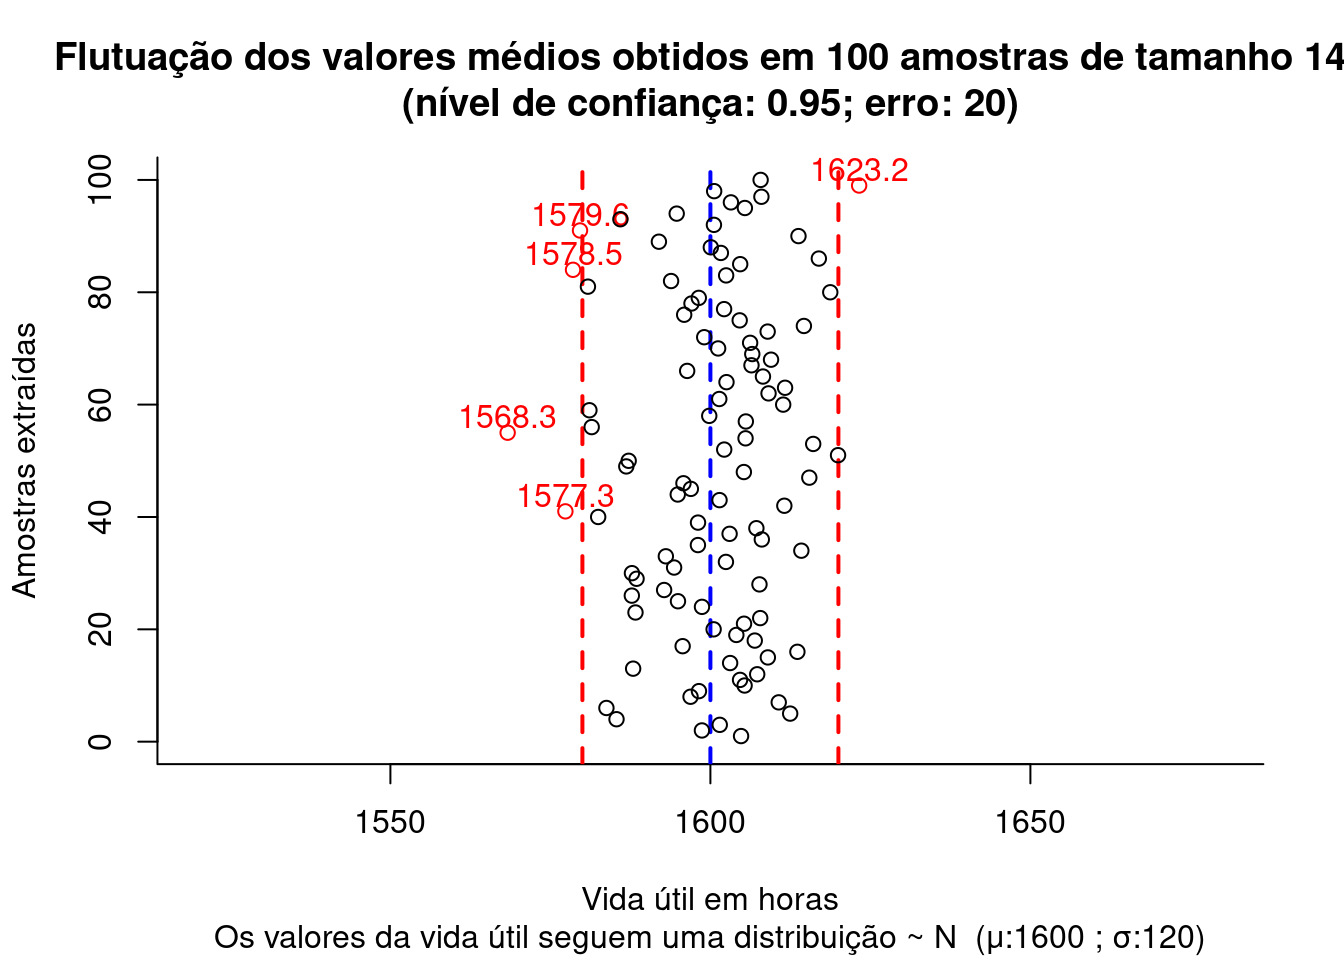 Flutuação dos valores médios obtidos em 100 amostras de tamanho 14
(nível de confiança: 0.95; erro: 20)
Amostras extraídas
100
80
60
40
20
0
1623.2
1579.6
1578.5
1568.3
1577.3
1550
1600
1650
Vida útil em horas
Os valores da vida útil seguem uma distribuição ~ N (μ:1600 ; σ:120)